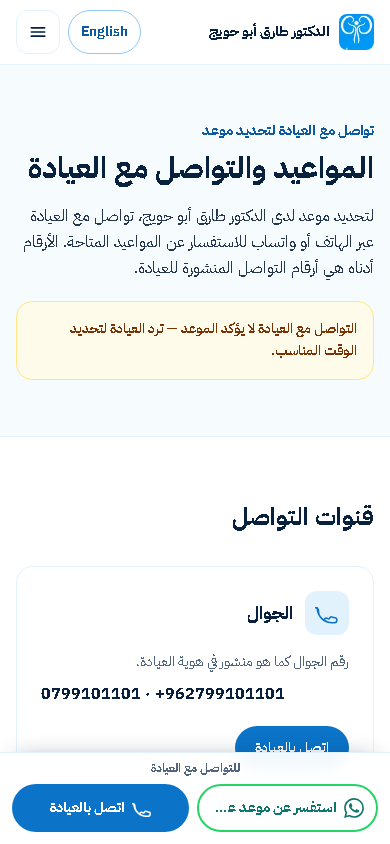 الدكتور طارق أبو حويج
English
تواصل مع العيادة لتحديد موعد
المواعيد والتواصل مع العيادة
لتحديد موعد لدى الدكتور طارق أبو حويج، تواصل مع العيادة
عبر الهاتف أو واتساب للاستفسار عن المواعيد المتاحة. الأرقام
أدناه هي أرقام التواصل المنشورة للعيادة.
التواصل مع العيادة لا يؤكد الموعد — ترد العيادة لتحديد
الوقت المناسب.
قنوات التواصل
الجوال
رقم الجوال كما هو منشور في هوية العيادة.
0799101101 · +962799101101
اتصل بالعيادة
للتواصل مع العيادة
استفسر عن موعد ع...
اتصل بالعيادة